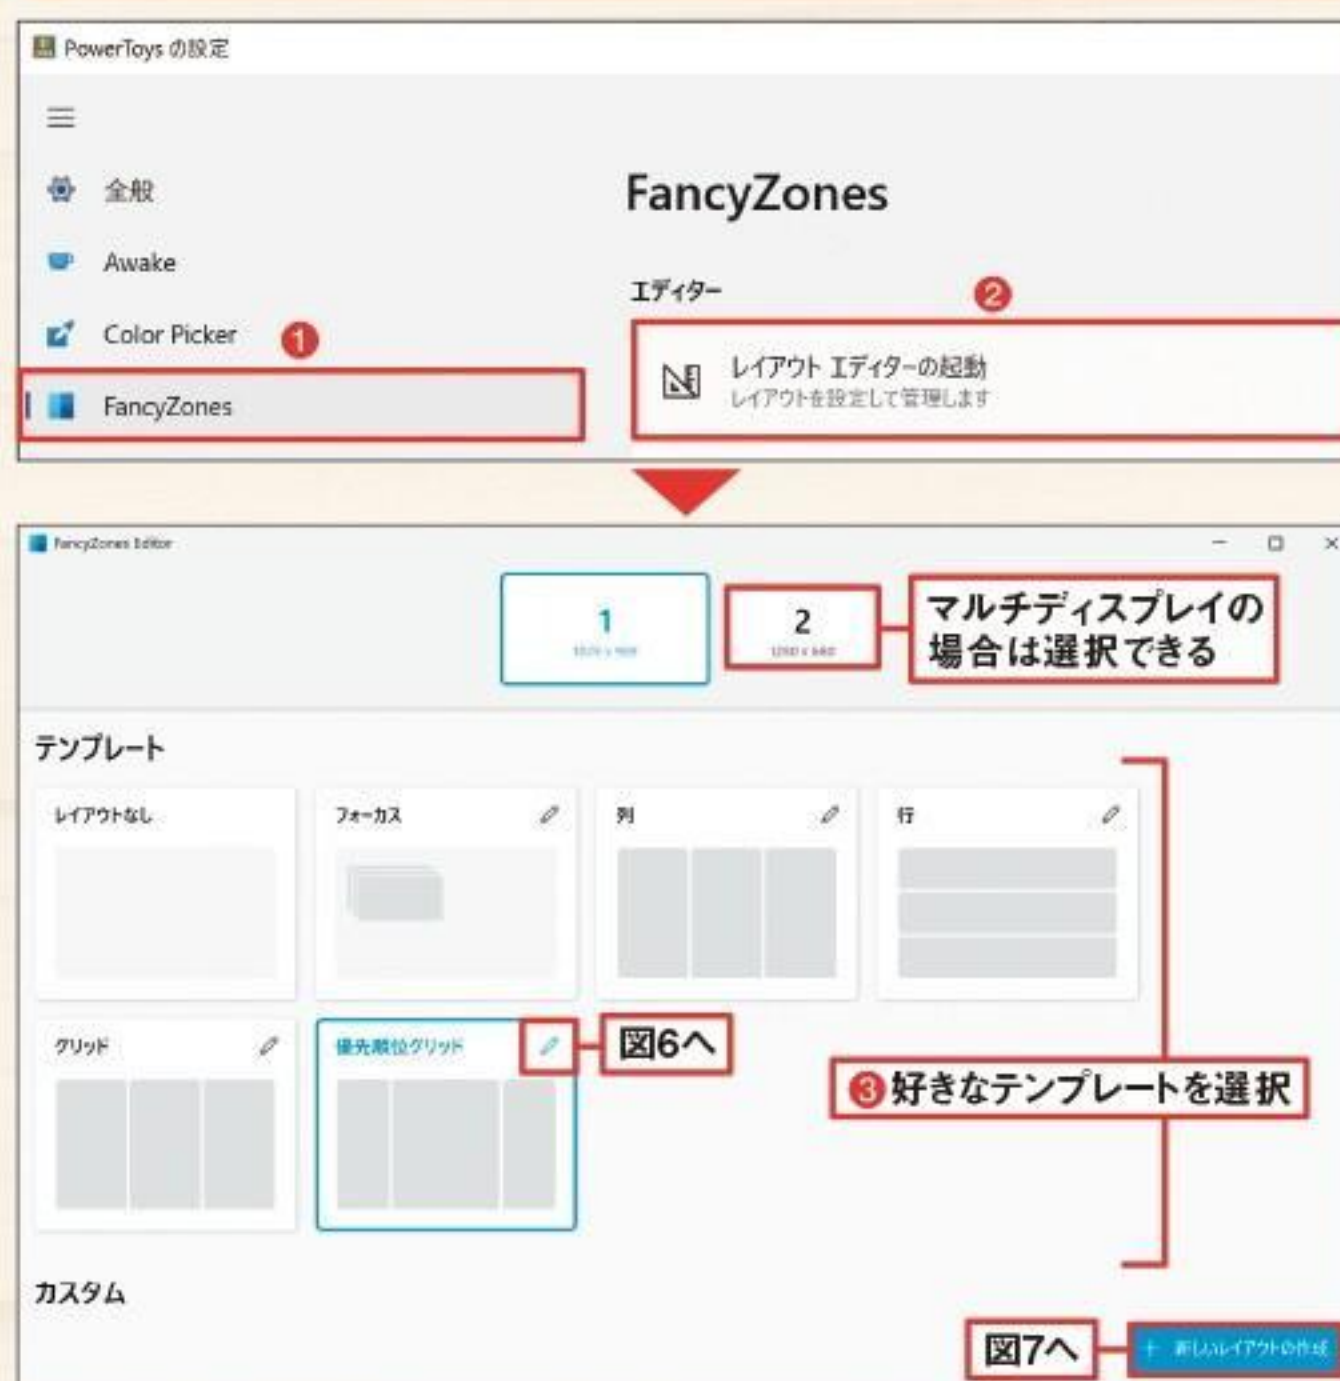 PowerToys の設定
全般
Awake
Color Picker
❶
FancyZones
FancyZones
エディター
❷
レイアウト エディターの起動
レイアウトを設定して管理します
FancyZones Editor
1
2
マルチディスプレイの
場合は選択できる
テンプレート
レイアウトなし
フォーカス
列
行
グリッド
優先順位グリッド
図6へ
❸好きなテンプレートを選択
カスタム
図7へ
+ 新しいレイアウトの作成